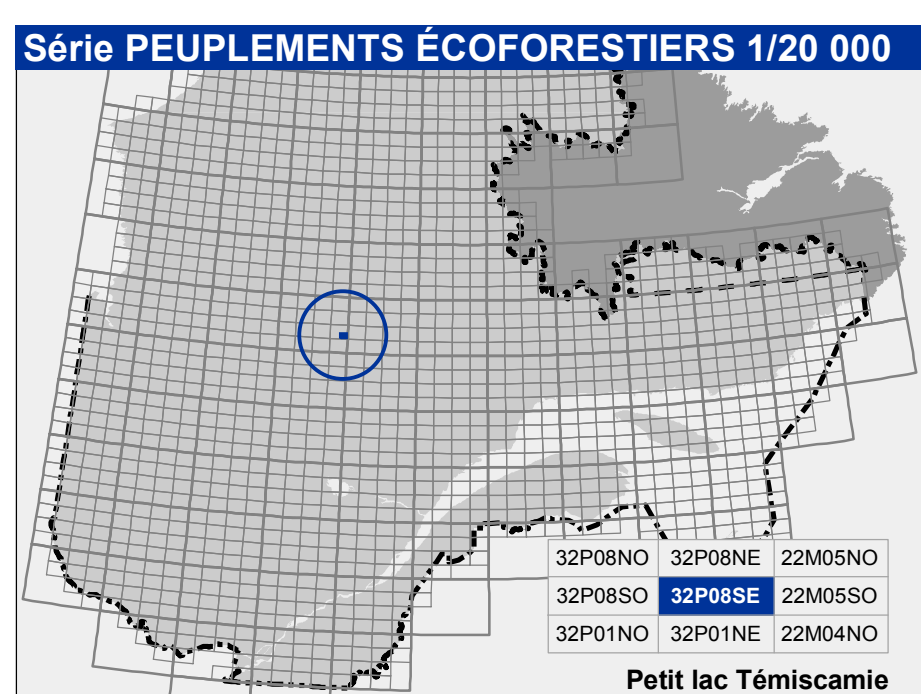 Série PEUPLEMENTS ÉCOFORESTIERS 1/20 000
32P08NO 32P08NE 22M05NO
32P08SO 32P08SE 22M05SO
32P01NO 32P01NE 22M04NO
Petit lac Témiscamie